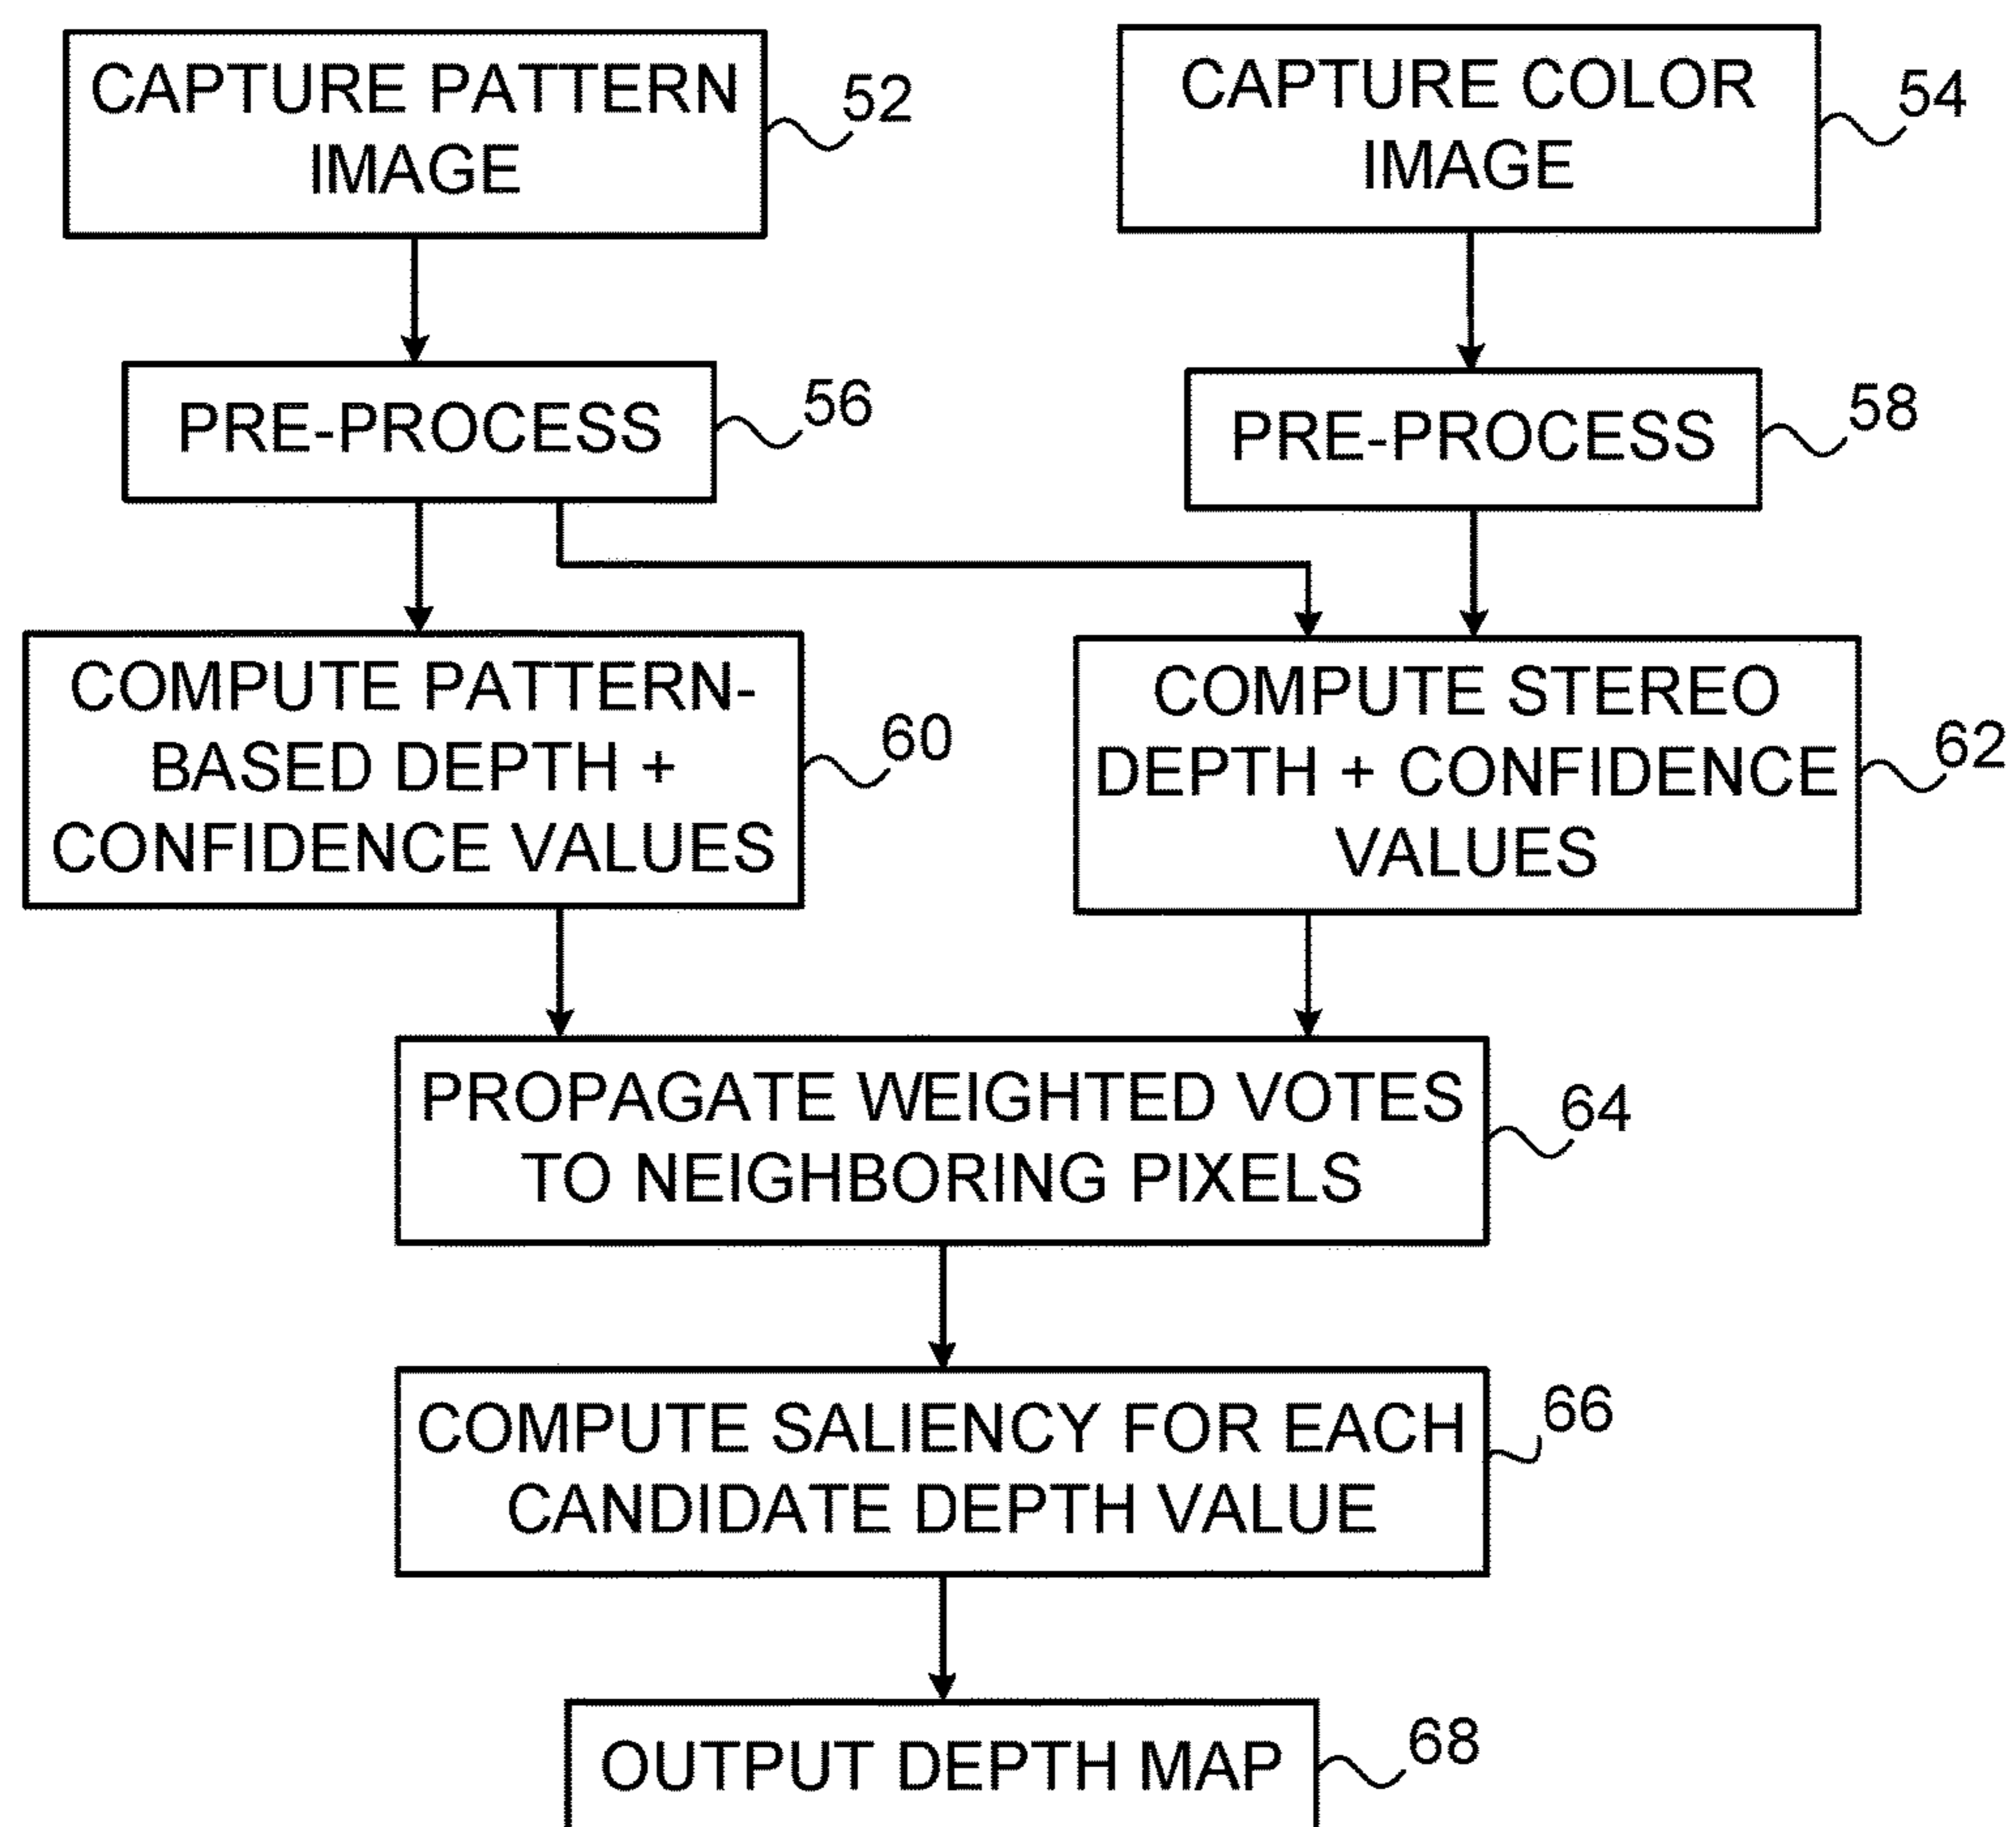 CAPTURE PATTERN
IMAGE
52
CAPTURE COLOR
IMAGE
54
PRE-PROCESS
56
PRE-PROCESS
58
COMPUTE PATTERN-
BASED DEPTH +
CONFIDENCE VALUES
60
COMPUTE STEREO
DEPTH + CONFIDENCE
VALUES
62
PROPAGATE WEIGHTED VOTES
TO NEIGHBORING PIXELS
64
COMPUTE SALIENCY FOR EACH
CANDIDATE DEPTH VALUE
66
OUTPUT DEPTH MAP
68